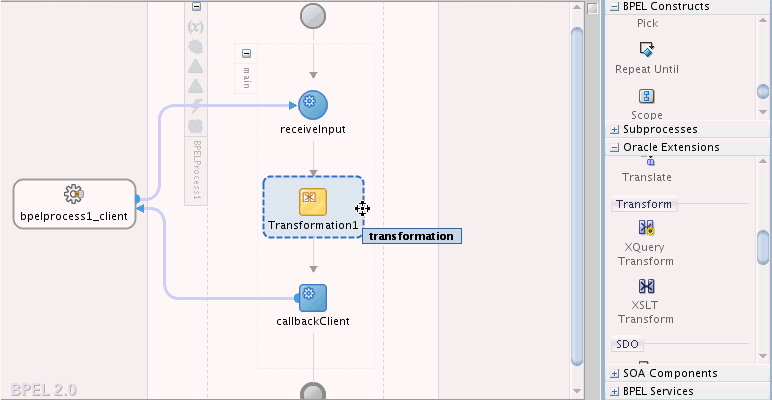 BPEL Constructs
Pick
Repeat Until
Scope
Subprocesses
Oracle Extensions
Translate
Transform
XQuery
Transform
XSLT
Transform
SDO
SOA Components
BPEL Services
(x)
BPELProcess1
main
receiveInput
bpelprocess1_client
Transformation1
transformation
callbackClient
BPEL 2.0